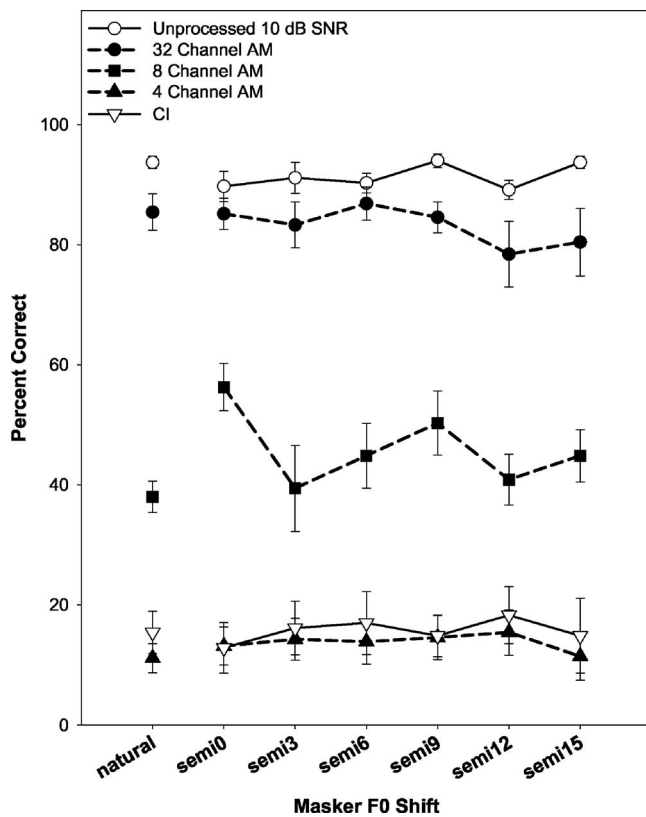 Unprocessed 10 dB SNR
32 Channel AM
8 Channel AM
4 Channel AM
CI
100
80
60
40
20
0
Percent Correct
natural
semi0
semi3
semi6
semi9
semi12
semi15
Masker F0 Shift